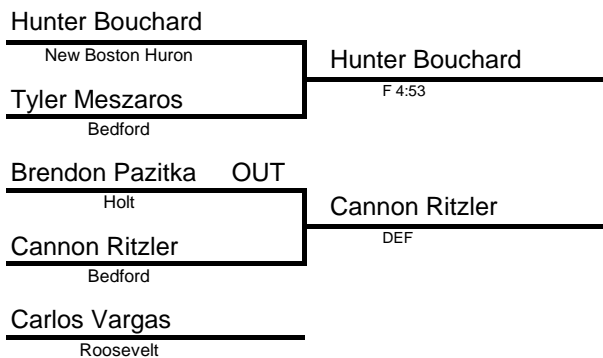 Hunter Bouchard
New Boston Huron
Hunter Bouchard
F 4:53
Tyler Meszaros
Bedford
Brendon Pazitka OUT
Holt
Cannon Ritzler
DEF
Cannon Ritzler
Bedford
Carlos Vargas
Roosevelt